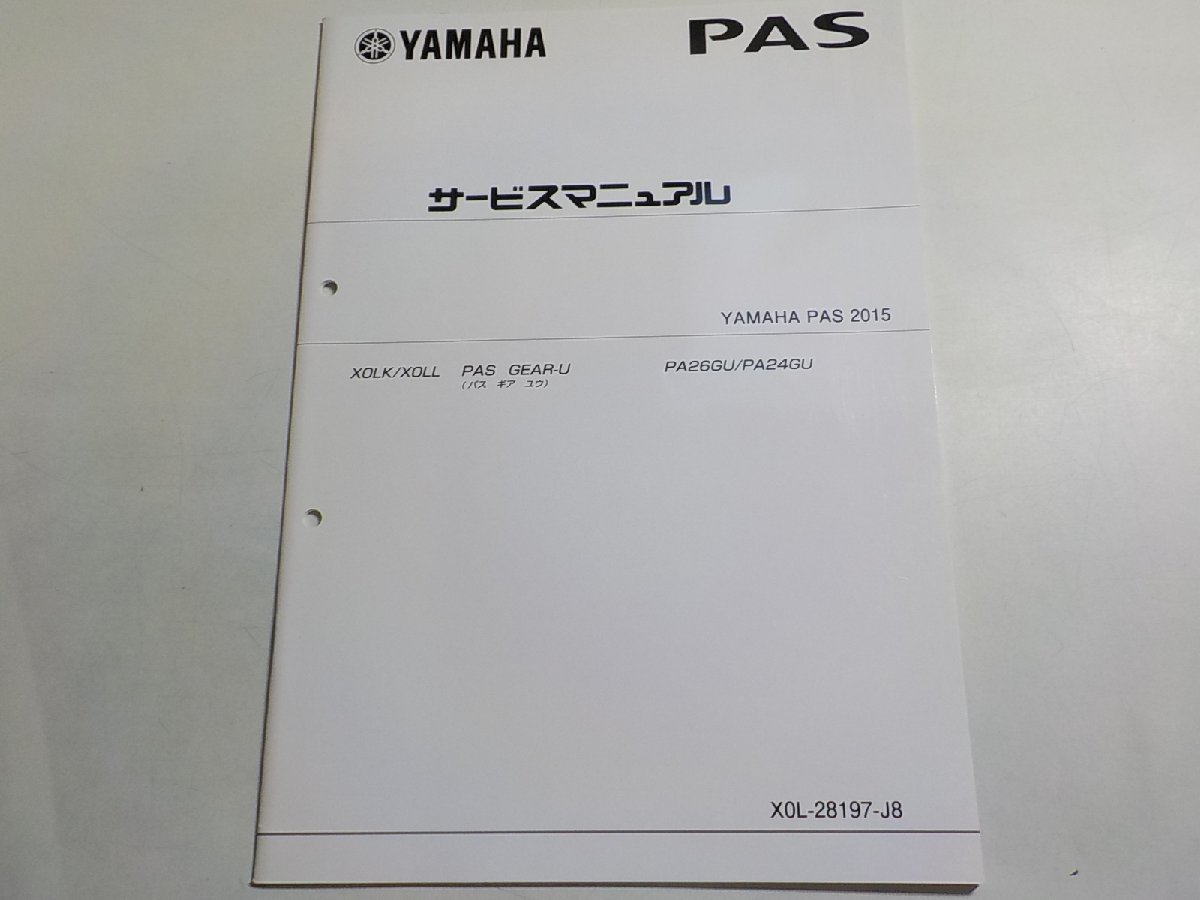 YAMAHA PAS
サービスマニュアル
YAMAHA PAS 2015
X0LK/X0LL PAS GEAR-U PA26GU/PA24GU
(パス ギア ユウ)
X0L-28197-J8